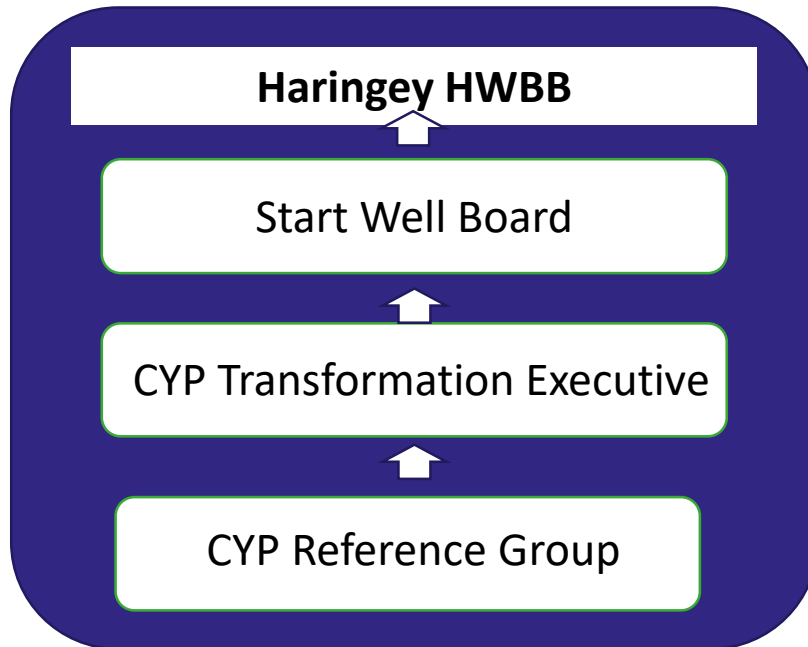 Haringey HWBB
Start Well Board
CYP Transformation Executive
CYP Reference Group